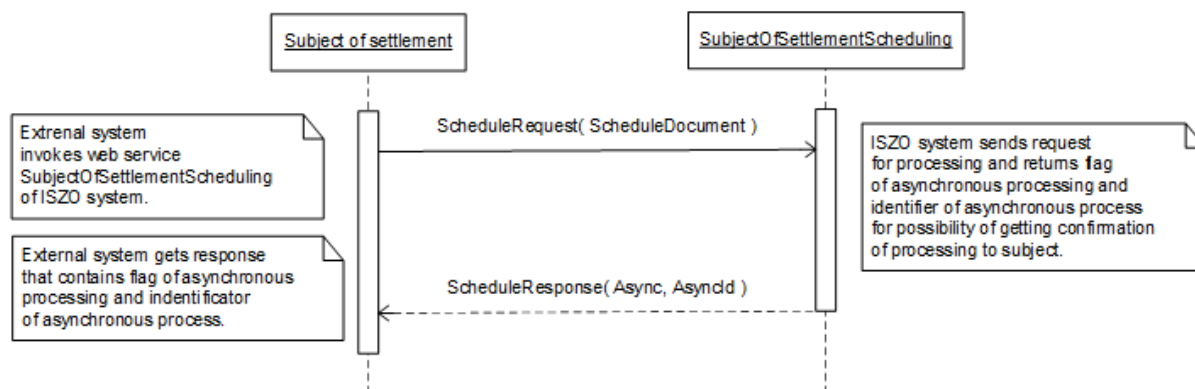 Subject of settlement
SubjectOfSettlementScheduling
Extrenal system
invokes web service
SubjectOfSettlementScheduling
of ISZO system.
ScheduleRequest( ScheduleDocument )
ISZO system sends request
for processing and returns flag
of asynchronous processing and
identifier of asynchronous process
for possibility of getting confirmation
of processing to subject.
External system gets response
that contains flag of asynchronous
processing and indentificator
of asynchronous process.
ScheduleResponse( Async, AsyncId )